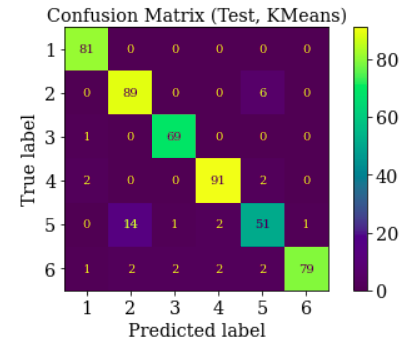 Confusion Matrix (Test, KMeans)
1 81 0 0 0 0 0
2 0 89 0 0 6 0
3 1 0 69 0 0 0
4 2 0 0 91 2 0
5 0 14 1 2 51 1
6 1 2 2 2 2 79
1 2 3 4 5 6
Predicted label
True label
80
60
40
20
0